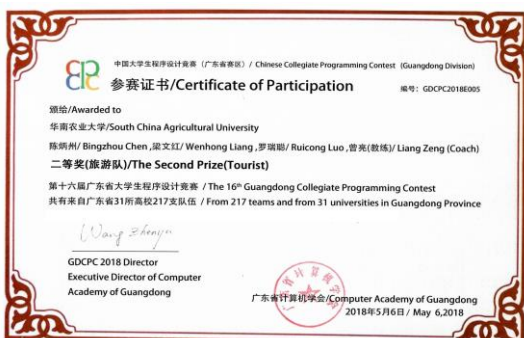 中国大学生程序设计竞赛（广东省赛区）/ Chinese Collegiate Programming Contest (Guangdong Division)
参赛证书/Certificate of Participation
编号：GDCPC2018E005
颁给/Awarded to
华南农业大学/South China Agricultural University
陈炳州/ Bingzhou Chen ,梁文红/ Wenhong Liang ,罗瑞聪/ Ruicong Luo ,曾亮(教练)/ Liang Zeng (Coach)
二等奖(旅游队)/The Second Prize(Tourist)
第十六届广东省大学生程序设计竞赛 / The 16th Guangdong Collegiate Programming Contest
共有来自广东省31所高校217支队伍 / From 217 teams and from 31 universities in Guangdong Province
Wang Zhenyu
GDCPC 2018 Director
Executive Director of Computer
Academy of Guangdong
广东省计算机学会
广东省计算机学会/Computer Academy of Guangdong
2018年5月6日/ May 6,2018